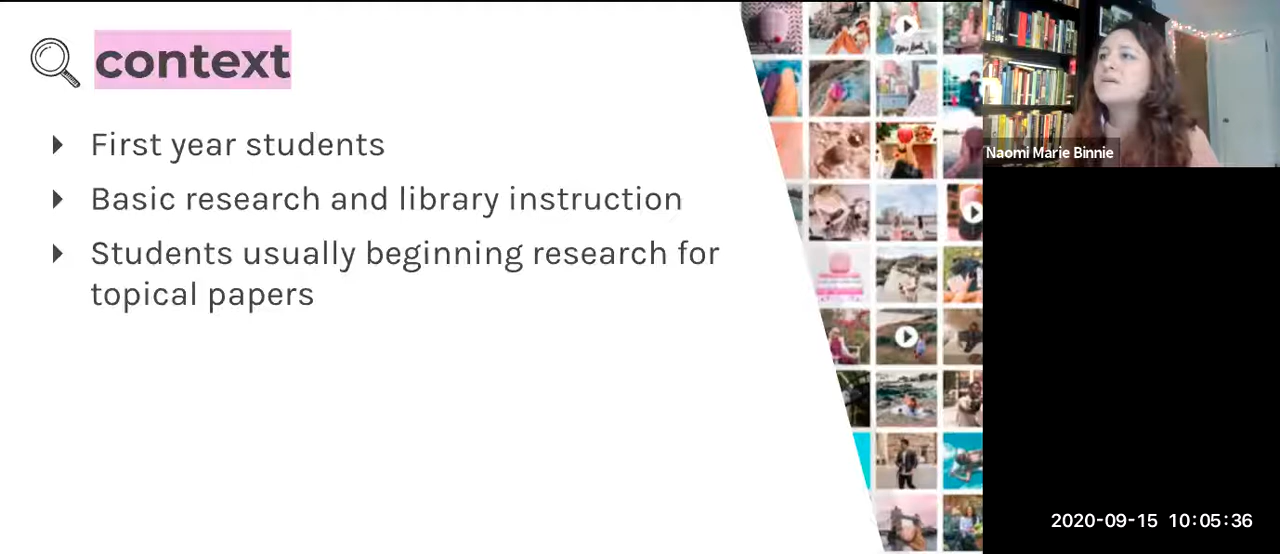 context
First year students
Basic research and library instruction
Students usually beginning research for
topical papers
Naomi Marie Binnie
2020-09-15 10:05:36